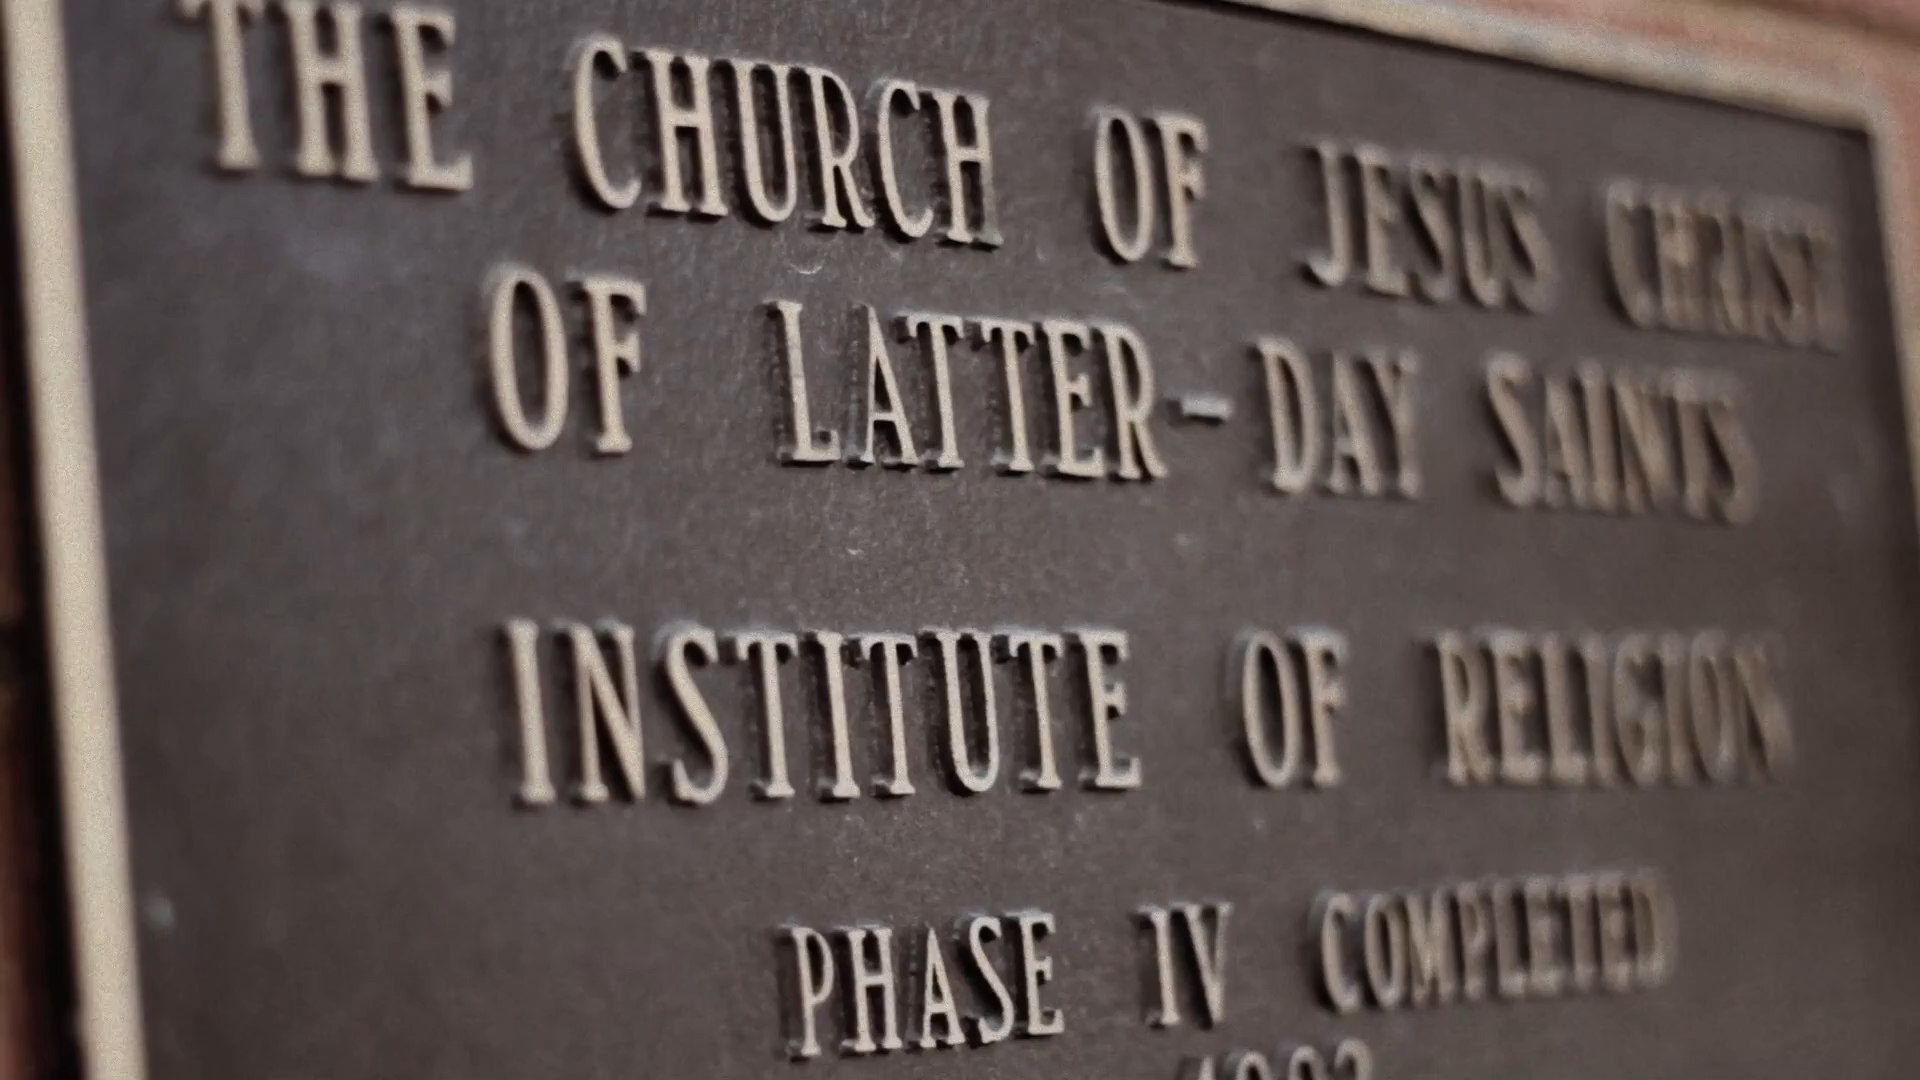 THE CHURCH OF JESUS CHRIST
OF LATTER-DAY SAINTS
INSTITUTE OF RELIGION
PHASE IV COMPLETED